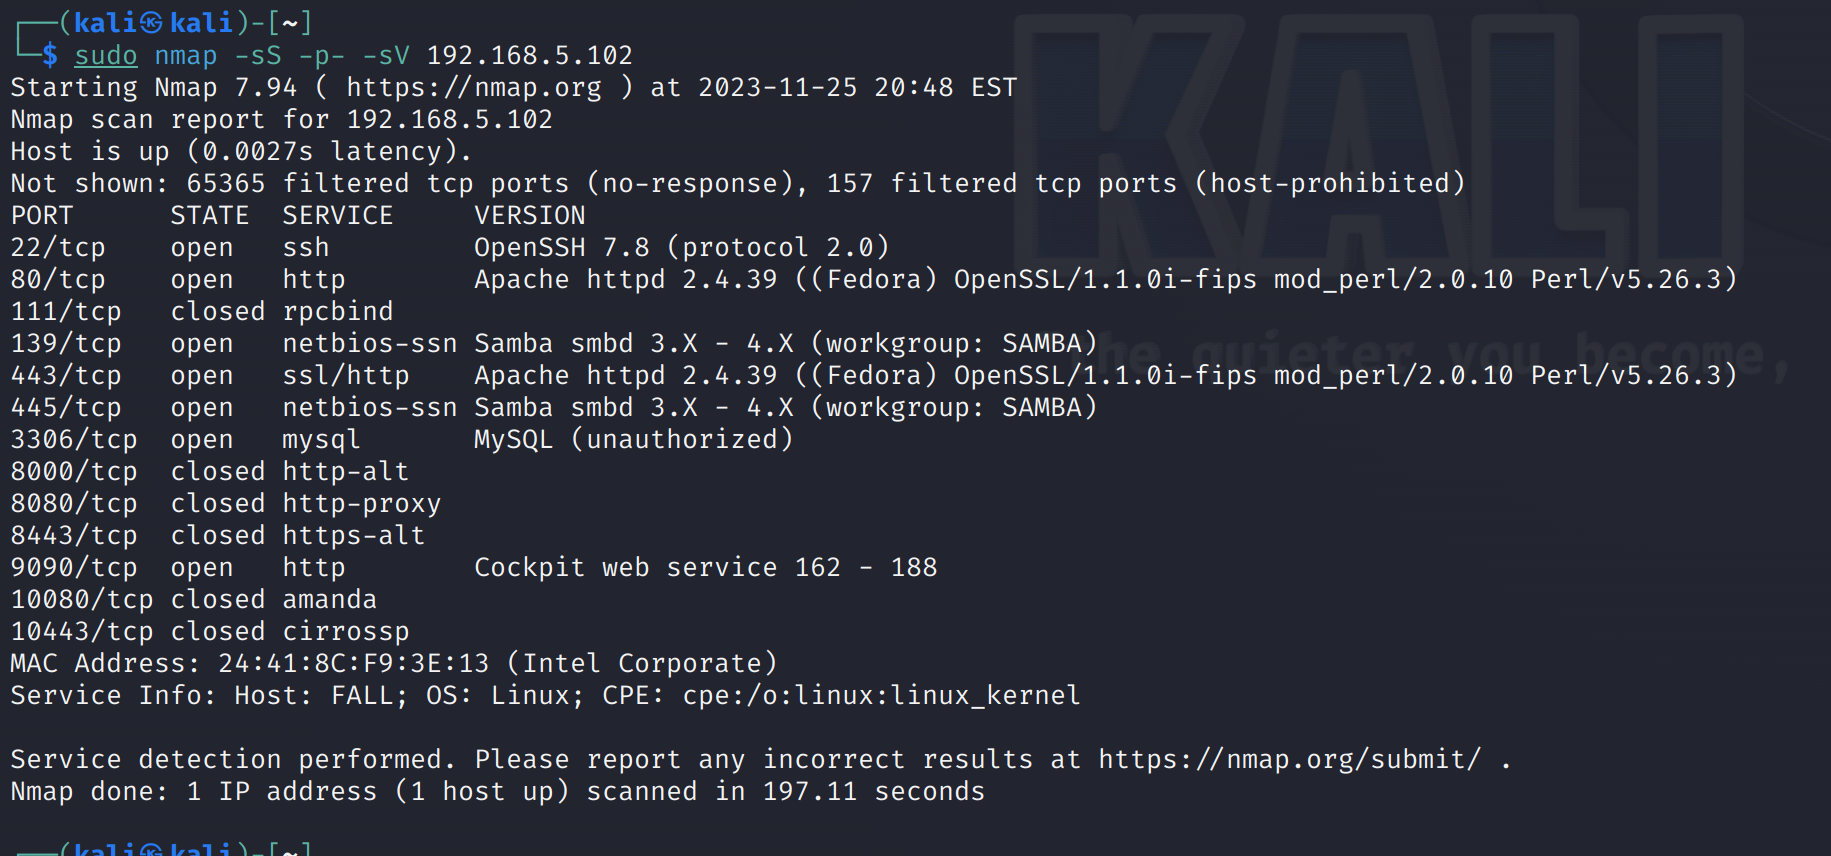 ┌──(kali㉿kali)-[~]
└─$ sudo nmap -sS -p- -sV 192.168.5.102
Starting Nmap 7.94 ( https://nmap.org ) at 2023-11-25 20:48 EST
Nmap scan report for 192.168.5.102
Host is up (0.0027s latency).
Not shown: 65365 filtered tcp ports (no-response), 157 filtered tcp ports (host-prohibited)
PORT      STATE  SERVICE     VERSION
22/tcp    open   ssh         OpenSSH 7.8 (protocol 2.0)
80/tcp    open   http        Apache httpd 2.4.39 ((Fedora) OpenSSL/1.1.0i-fips mod_perl/2.0.10 Perl/v5.26.3)
111/tcp   closed rpcbind
139/tcp   open   netbios-ssn Samba smbd 3.X - 4.X (workgroup: SAMBA)
443/tcp   open   ssl/http    Apache httpd 2.4.39 ((Fedora) OpenSSL/1.1.0i-fips mod_perl/2.0.10 Perl/v5.26.3)
445/tcp   open   netbios-ssn Samba smbd 3.X - 4.X (workgroup: SAMBA)
3306/tcp  open   mysql       MySQL (unauthorized)
8000/tcp  closed http-alt
8080/tcp  closed http-proxy
8443/tcp  closed https-alt
9090/tcp  open   http        Cockpit web service 162 - 188
10080/tcp closed amanda
10443/tcp closed cirrossp
MAC Address: 24:41:8C:F9:3E:13 (Intel Corporate)
Service Info: Host: FALL; OS: Linux; CPE: cpe:/o:linux:linux_kernel

Service detection performed. Please report any incorrect results at https://nmap.org/submit/ .
Nmap done: 1 IP address (1 host up) scanned in 197.11 seconds

┌──(kali㉿kali)-[~]
KALI
the quieter you become,